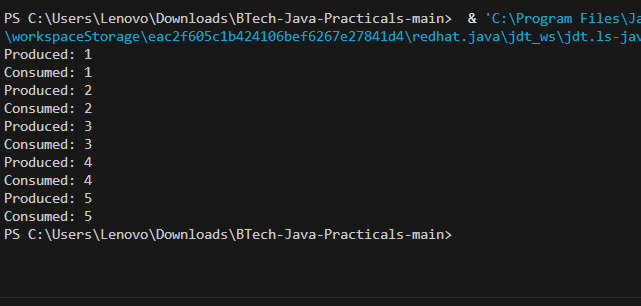 PS C:\Users\Lenovo\Downloads\BTech-Java-Practicals-main>  & 'C:\Program Files\Ja
\workspaceStorage\eac2f605c1b424106bef6267e27841d4\redhat.java\jdt_ws\jdt.ls-jav
Produced: 1
Consumed: 1
Produced: 2
Consumed: 2
Produced: 3
Consumed: 3
Produced: 4
Consumed: 4
Produced: 5
Consumed: 5
PS C:\Users\Lenovo\Downloads\BTech-Java-Practicals-main>